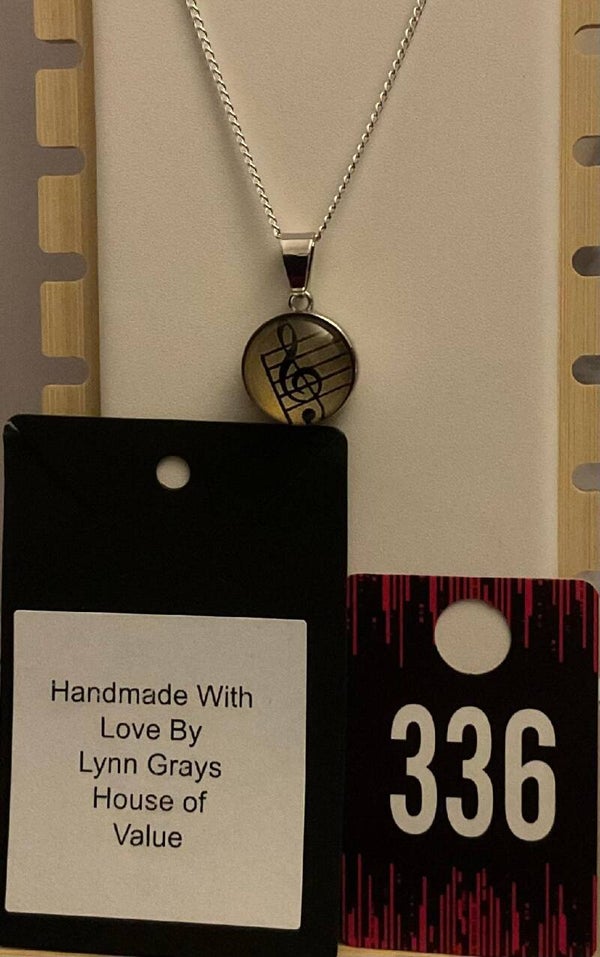 Handmade With
Love By
Lynn Grays
House of
Value
336